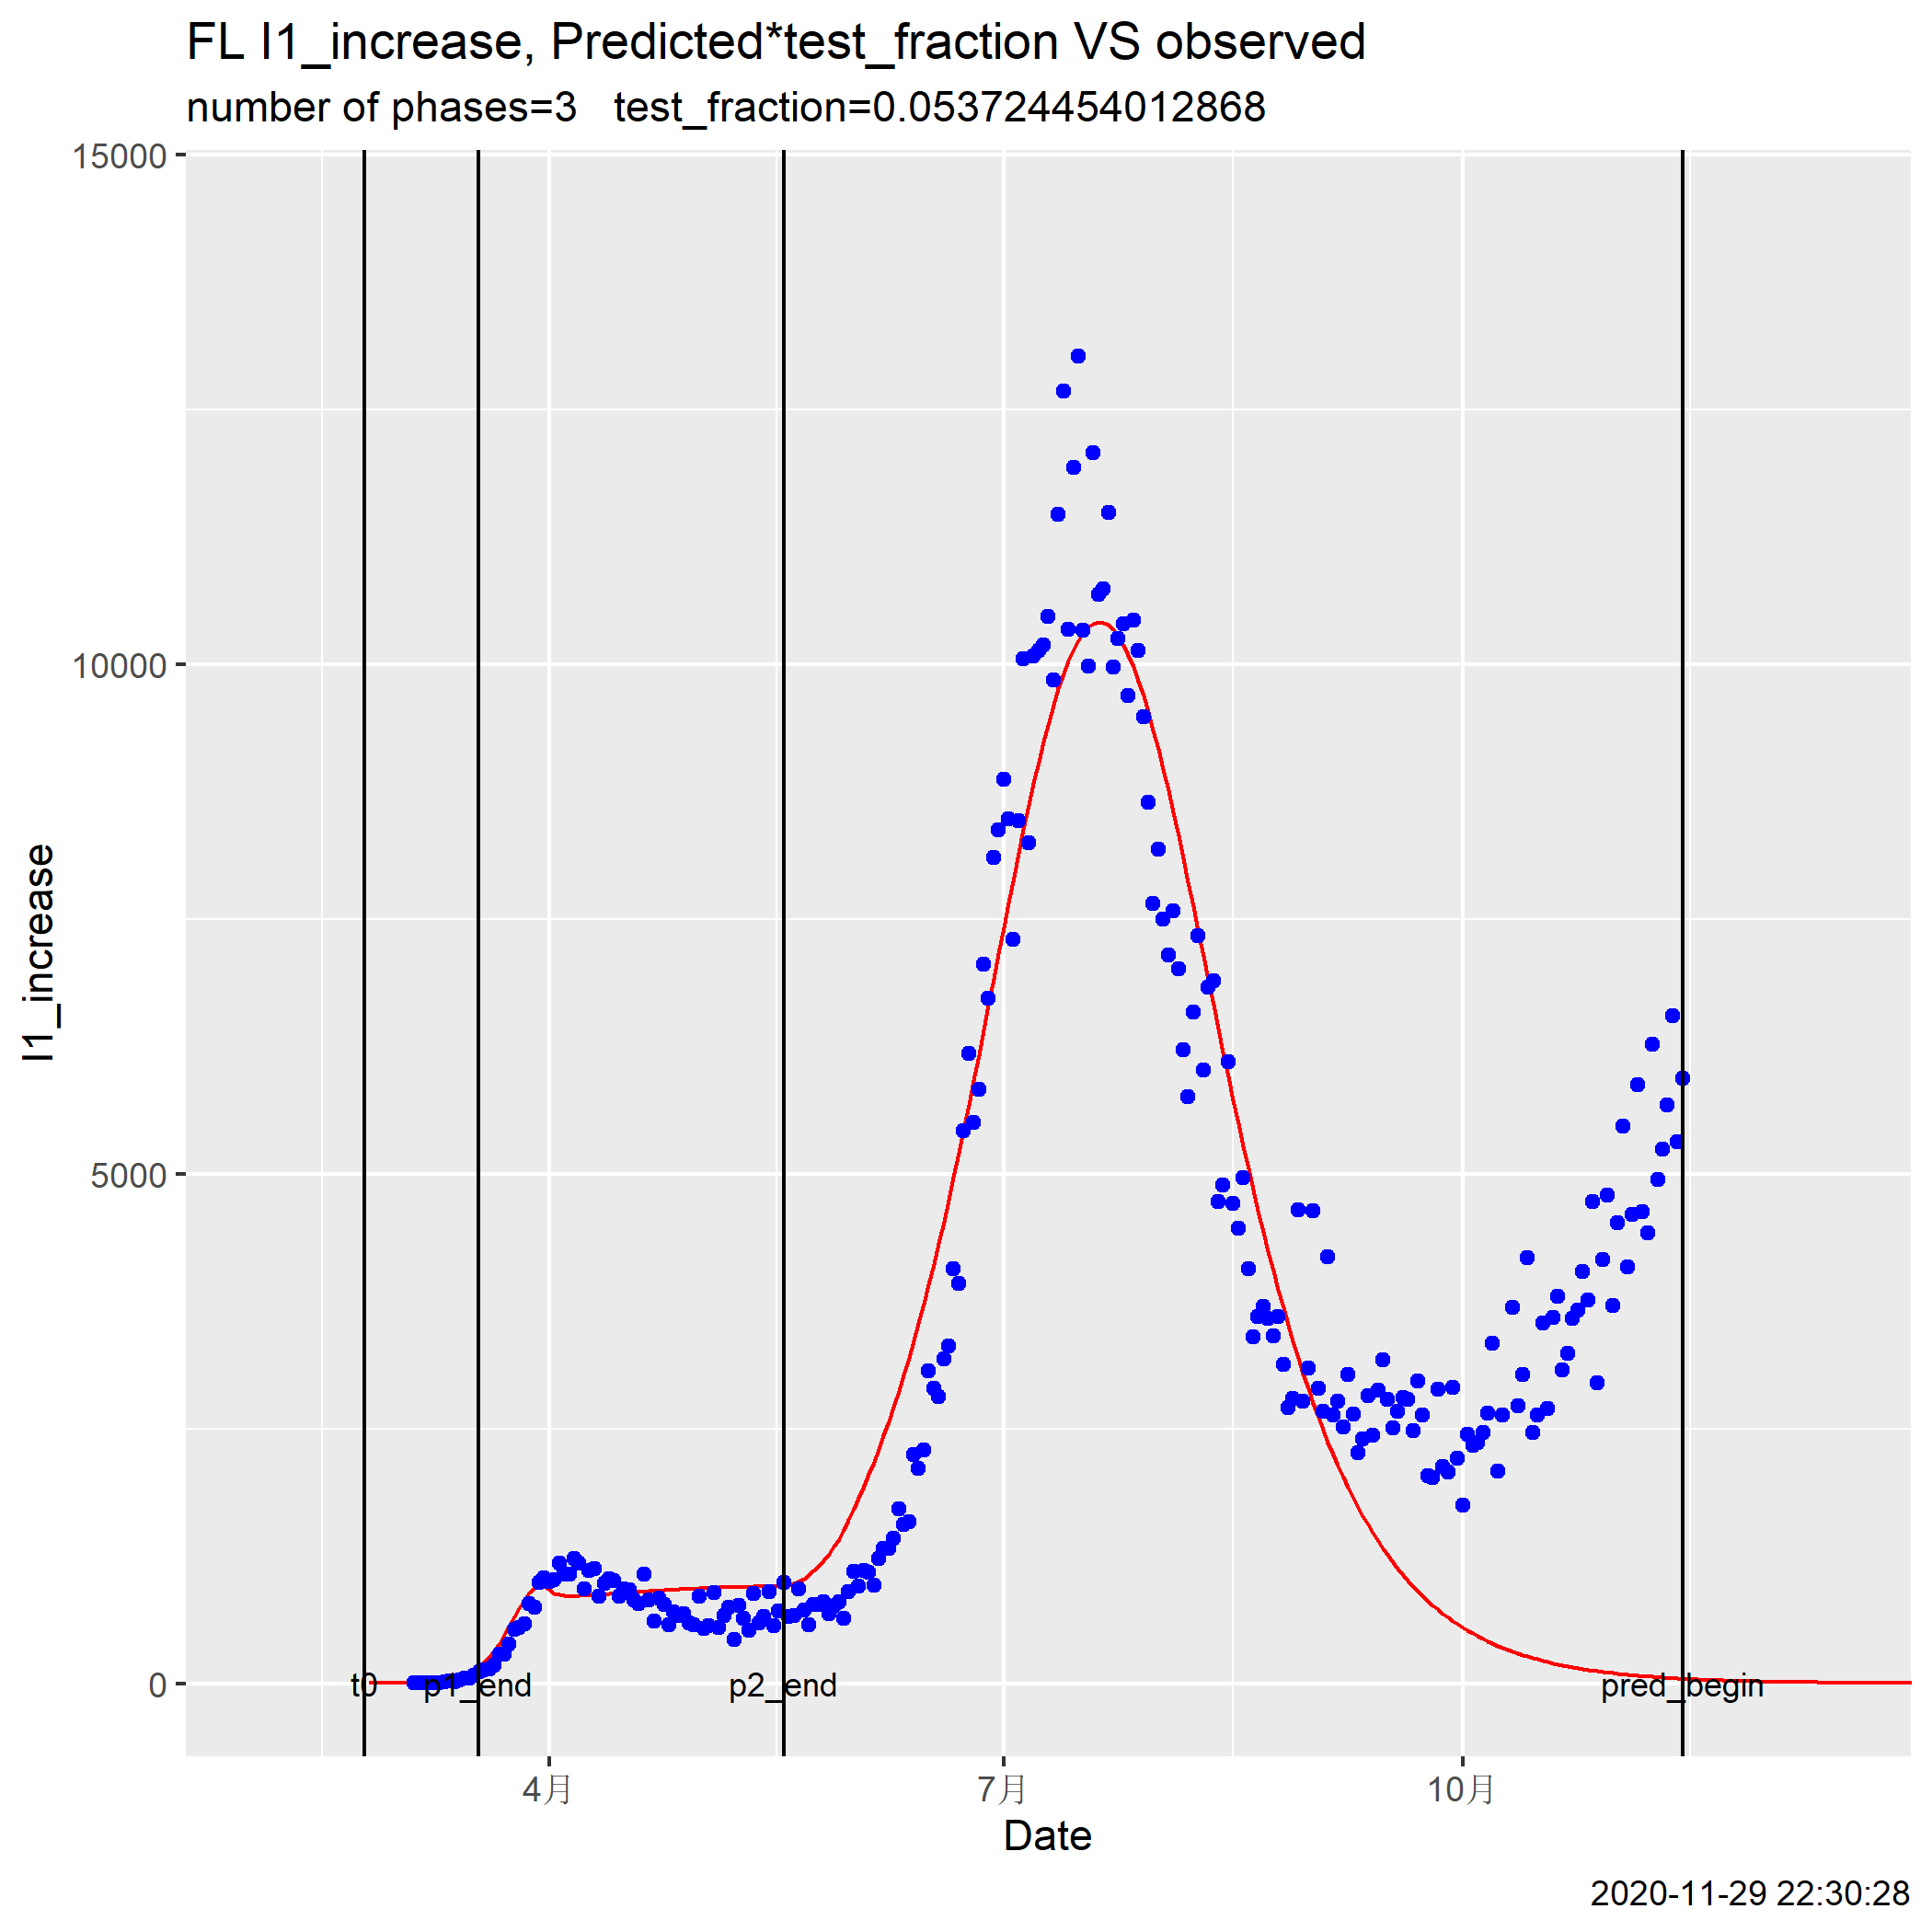 FL I1_increase, Predicted*test_fraction VS observed
number of phases=3 test_fraction=0.053724454012868
15000
10000
5000
0
I1_increase
t0
p1_end
p2_end
pred_begin
4月
7月
10月
Date
2020-11-29 22:30:28